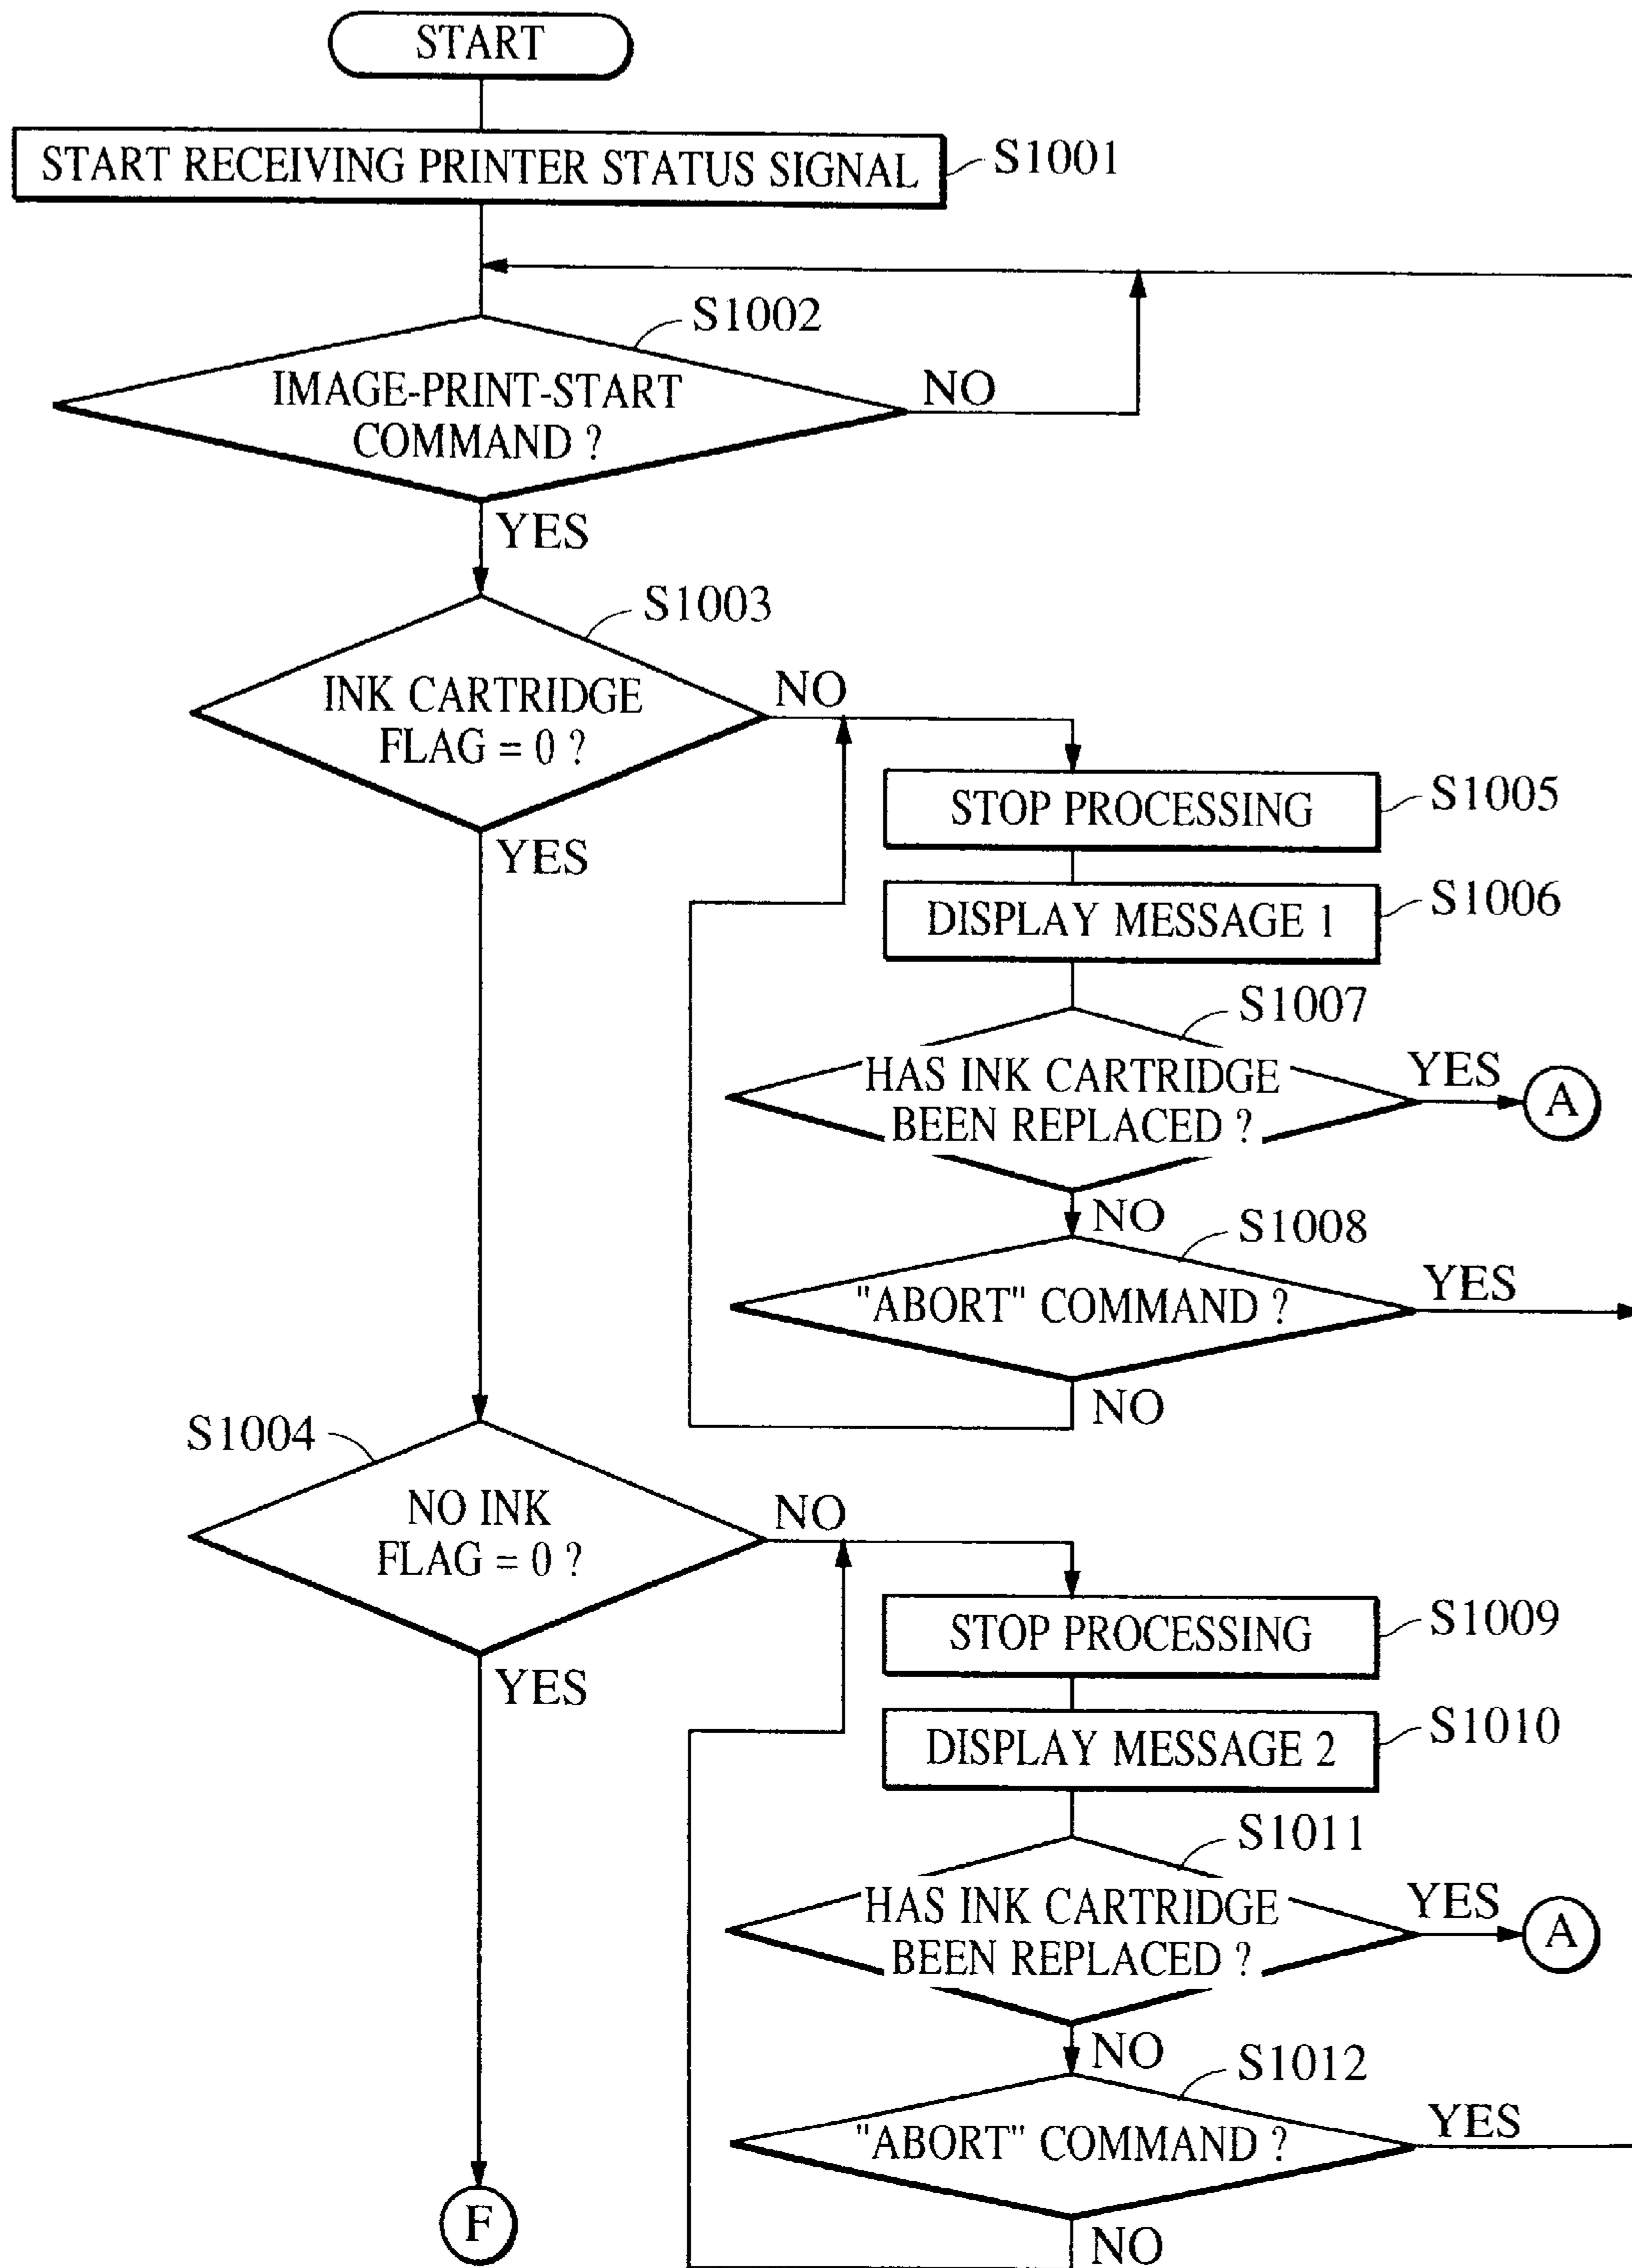 START
START RECEIVING PRINTER STATUS SIGNAL
S1001
S1002
IMAGE-PRINT-START
COMMAND ?
NO
YES
S1003
INK CARTRIDGE
FLAG = 0 ?
NO
YES
STOP PROCESSING
S1005
DISPLAY MESSAGE 1
S1006
S1007
HAS INK CARTRIDGE
BEEN REPLACED ?
YES
A
NO
S1008
"ABORT" COMMAND ?
YES
NO
S1004
NO INK
FLAG = 0 ?
NO
YES
STOP PROCESSING
S1009
DISPLAY MESSAGE 2
S1010
S1011
HAS INK CARTRIDGE
BEEN REPLACED ?
YES
A
NO
S1012
"ABORT" COMMAND ?
YES
NO
F